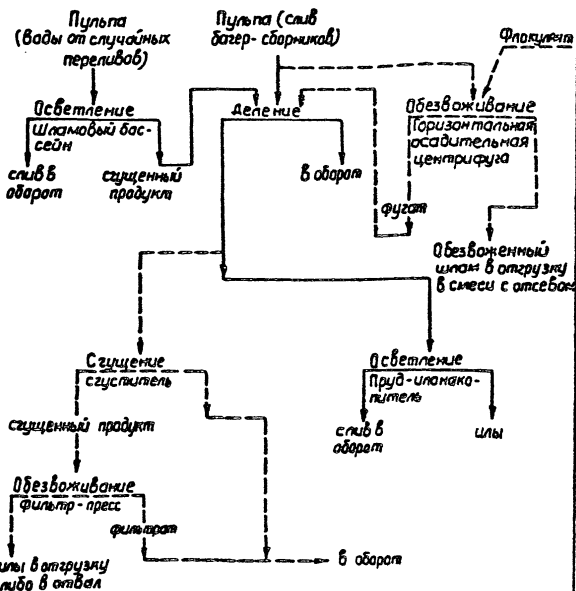 Пульпа
(воды от случайных
переливов)
Пульпа (слив
багер-сборников)
Флокулянт
Осветление
Шламовый бас-
сейн
слив в
оборот
сгущенный
продукт
Деление
в оборот
Обезвоживание
Горизонтальная
осадительная
центрифуга
фугат
Обезвоженный
шлам в отгрузку
в смеси с отсевом
Сгущение
сгуститель
сгущенный продукт
Осветление
Пруд-илонако-
питель
слив в
оборот
илы
Обезвоживание
Фильтр-пресс
фильтрат
илы в отгрузку
либо в отвал
в оборот